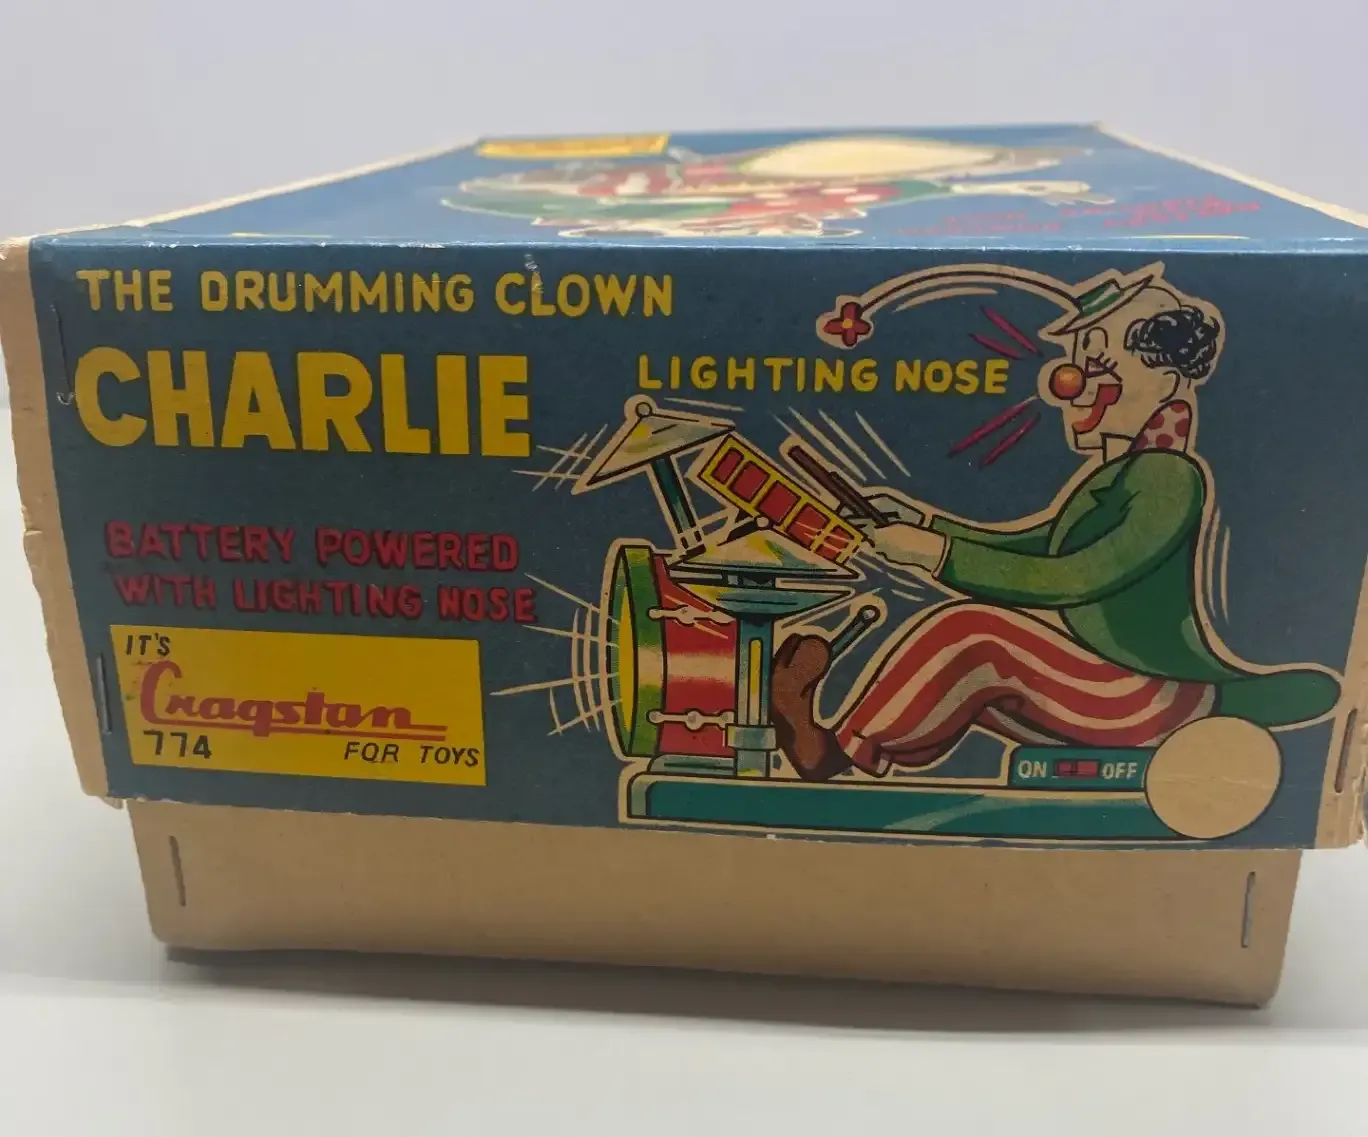 THE DRUMMING CLOWN
CHARLIE
LIGHTING NOSE
BATTERY POWERED
WITH LIGHTING NOSE
IT'S
Cragstan
774 FOR TOYS
ON OFF